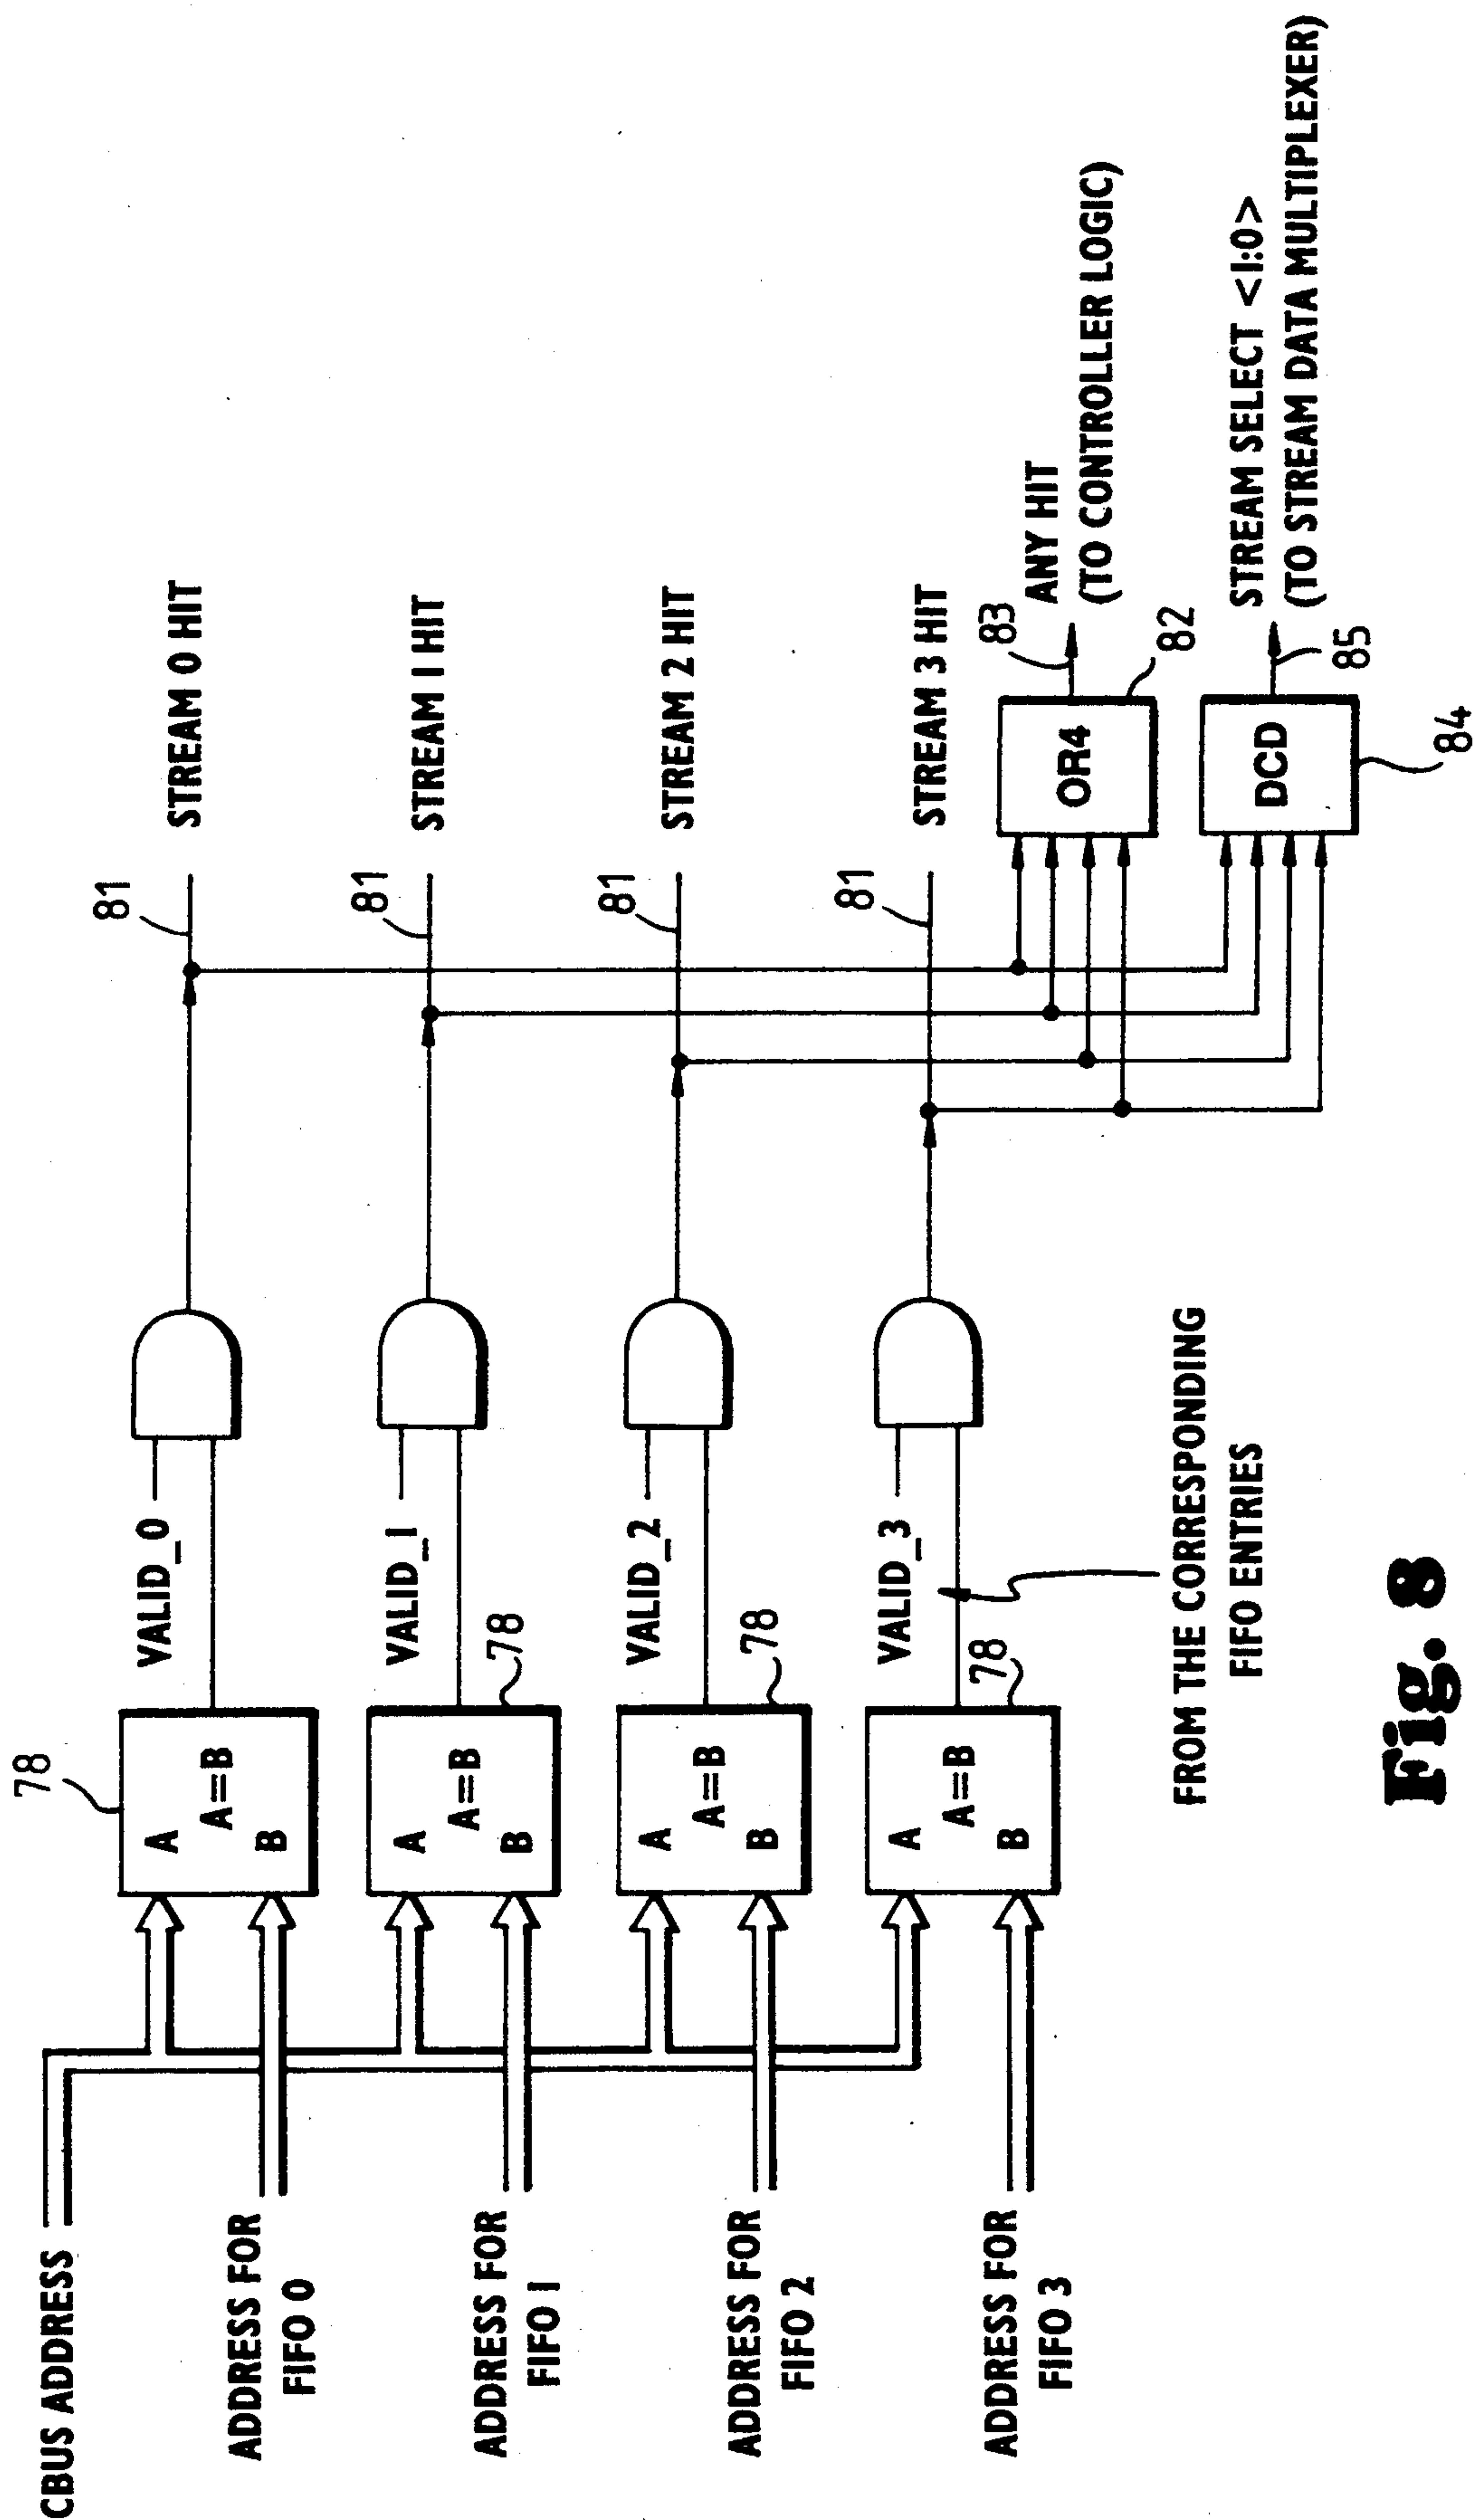 CBUS ADDRESS
ADDRESS FOR
FIFO 0
ADDRESS FOR
FIFO 1
ADDRESS FOR
FIFO 2
ADDRESS FOR
FIFO 3
78
A
A=B
B
A
A=B
B
78
A
A=B
B
78
A
A=B
B
78
VALID_0
VALID_1
VALID_2
VALID_3
FROM THE CORRESPONDING
FIFO ENTRIES
81
STREAM 0 HIT
81
STREAM 1 HIT
81
STREAM 2 HIT
81
STREAM 3 HIT
OR4
82
83
ANY HIT
(TO CONTROLLER LOGIC)
DCD
84
85
STREAM SELECT <1:0>
(TO STREAM DATA MULTIPLEXER)
Fig. 8